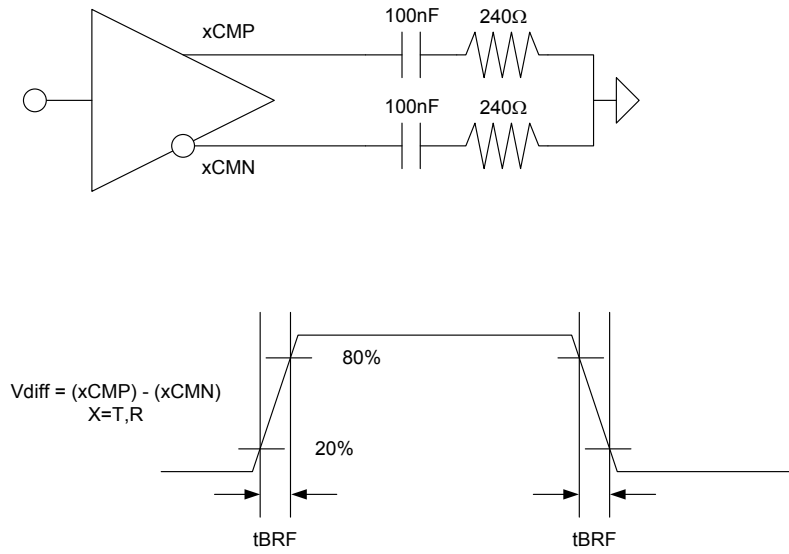 xCMP
100nF
240Ω
100nF
240Ω
xCMN
80%
Vdiff = (xCMP) - (xCMN)
X=T,R
20%
tBRF
tBRF